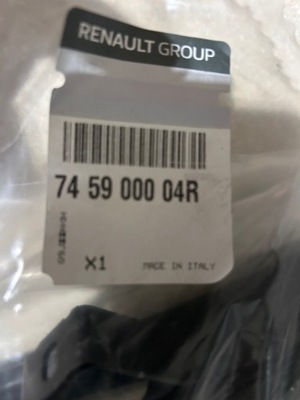 RENAULT GROUP
74 59 000 04R
X1
MADE IN ITALY